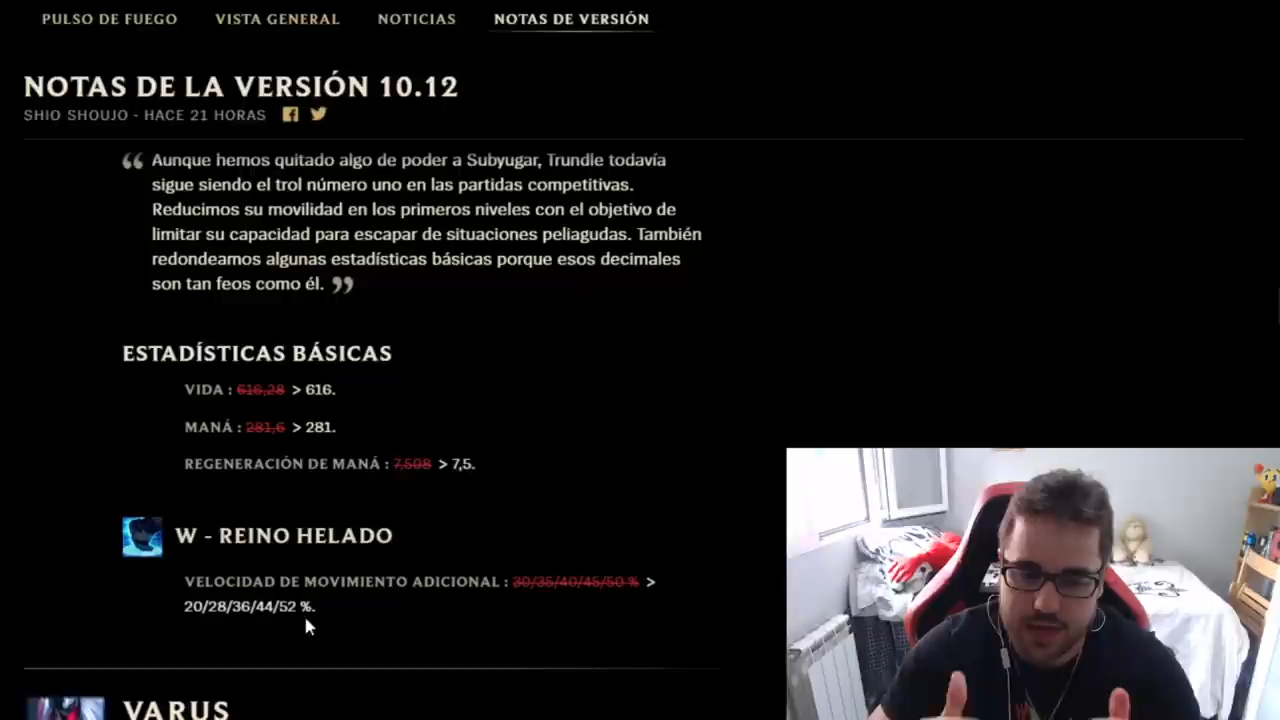 PULSO DE FUEGO VISTA GENERAL NOTICIAS NOTAS DE VERSIÓN
NOTAS DE LA VERSIÓN 10.12
SHIO SHOUJO - HACE 21 HORAS
“ Aunque hemos quitado algo de poder a Subyugar, Trundle todavía
sigue siendo el trol número uno en las partidas competitivas.
Reducimos su movilidad en los primeros niveles con el objetivo de
limitar su capacidad para escapar de situaciones peliagudas. También
redondeamos algunas estadísticas básicas porque esos decimales
son tan feos como él. ”
ESTADÍSTICAS BÁSICAS
VIDA : 616,28 > 616.
MANÁ : 281,6 > 281.
REGENERACIÓN DE MANÁ : 7,508 > 7,5.
W - REINO HELADO
VELOCIDAD DE MOVIMIENTO ADICIONAL : 30/35/40/45/50 % >
20/28/36/44/52 %.
VARUS